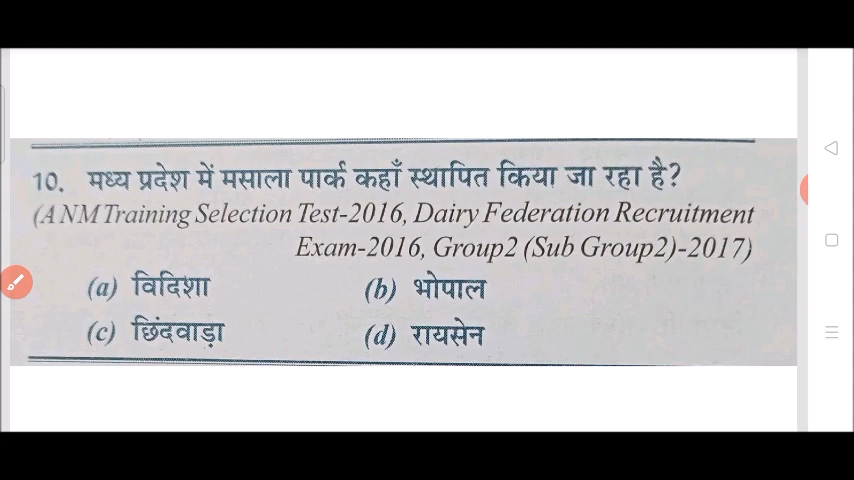 10. मध्य प्रदेश में मसाला पार्क कहाँ स्थापित किया जा रहा है?
(ANM Training Selection Test-2016, Dairy Federation Recruitment
Exam-2016, Group2 (Sub Group2)-2017)
(a) विदिशा (b) भोपाल
(c) छिंदवाड़ा (d) रायसेन